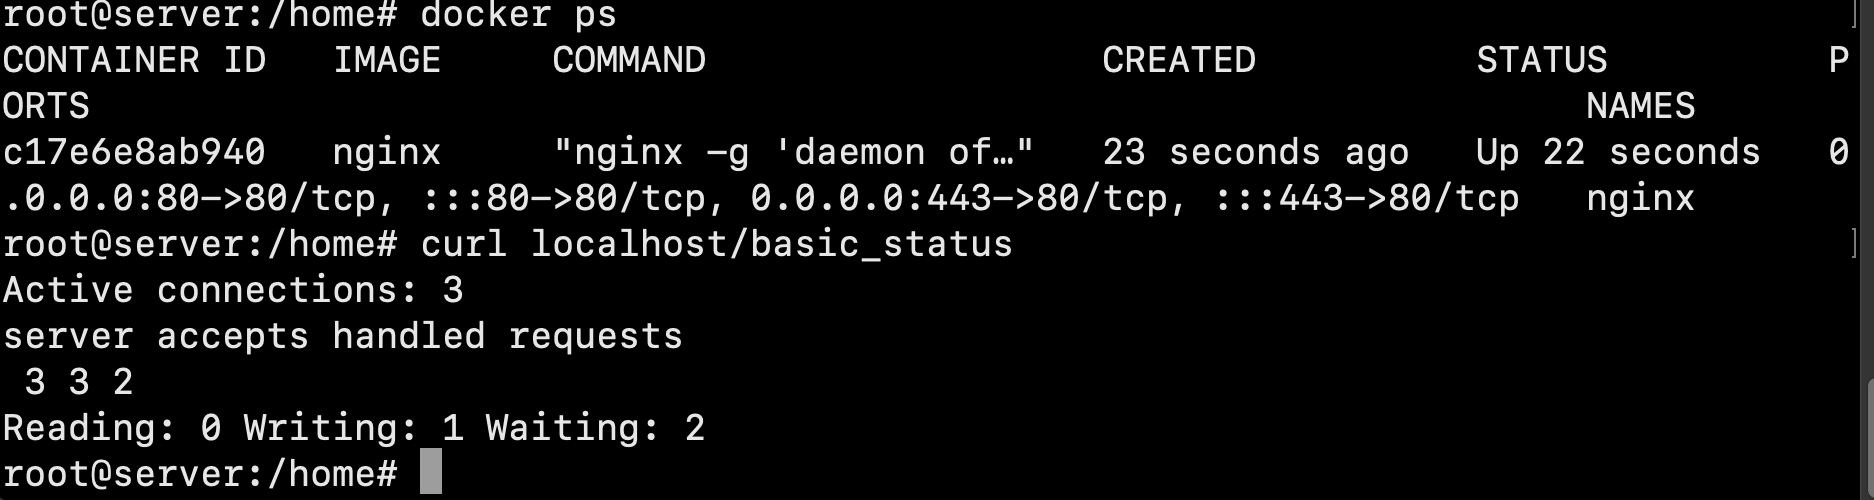 root@server:/home# docker ps
CONTAINER ID   IMAGE     COMMAND                  CREATED          STATUS          P
ORTS                                                                    NAMES
c17e6e8ab940   nginx     "nginx -g 'daemon of…"   23 seconds ago   Up 22 seconds   0
.0.0.0:80->80/tcp, :::80->80/tcp, 0.0.0.0:443->80/tcp, :::443->80/tcp   nginx
root@server:/home# curl localhost/basic_status
Active connections: 3
server accepts handled requests
 3 3 2
Reading: 0 Writing: 1 Waiting: 2
root@server:/home#